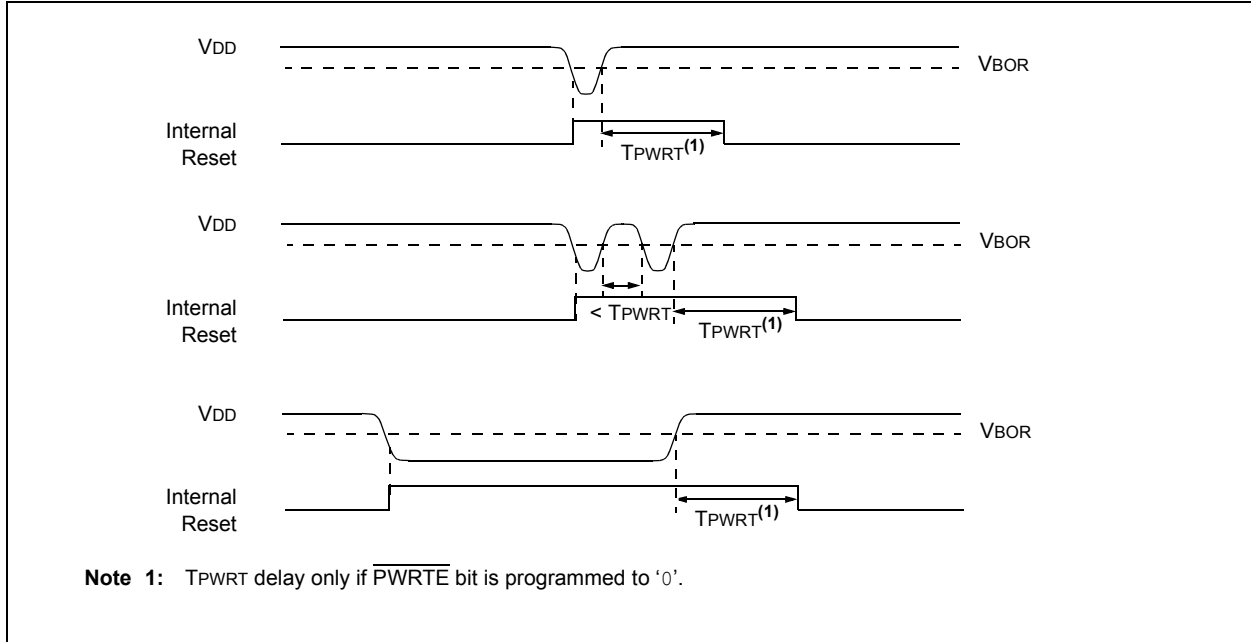 VDD
VBOR
Internal
Reset
TPWRT(1)
VDD
VBOR
Internal
Reset
< TPWRT
TPWRT(1)
VDD
VBOR
Internal
Reset
TPWRT(1)
Note 1: TPWRT delay only if PWRTE bit is programmed to ‘0’.